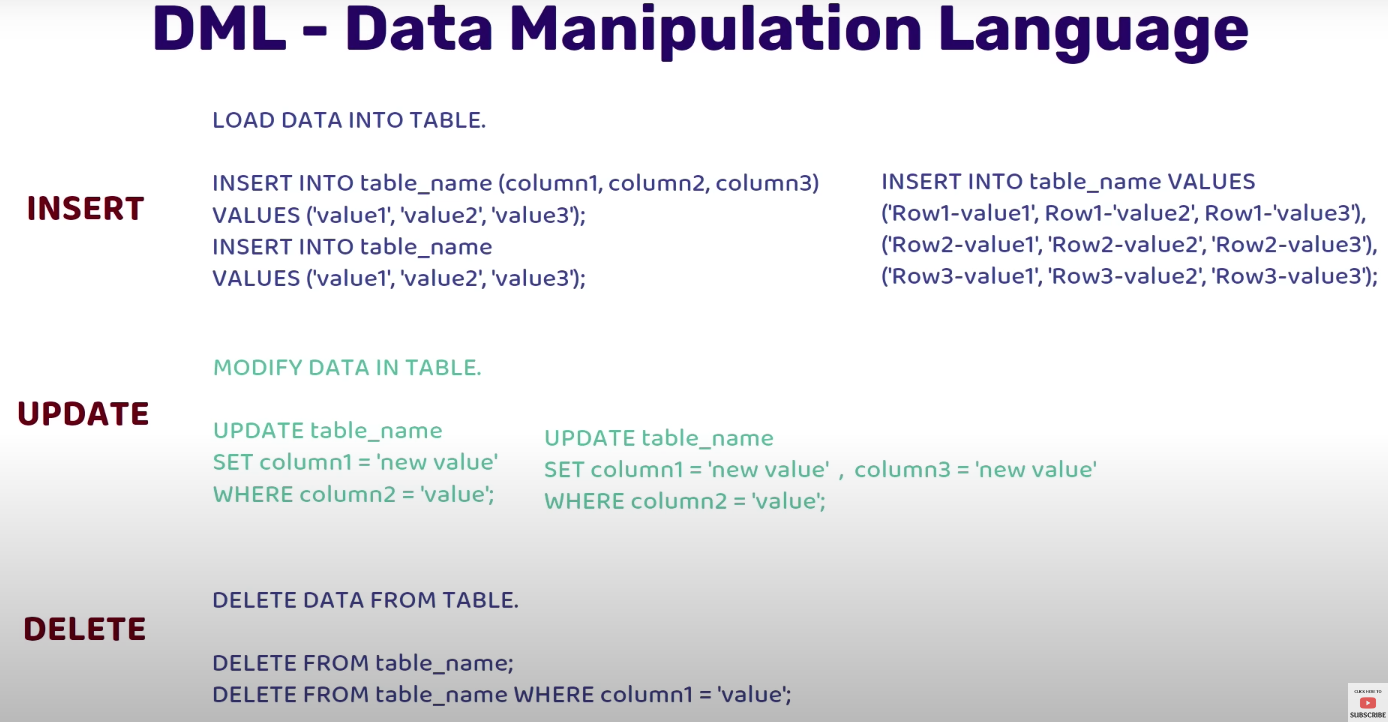 DML - Data Manipulation Language
INSERT
LOAD DATA INTO TABLE.
INSERT INTO table_name (column1, column2, column3)
VALUES ('value1', 'value2', 'value3');
INSERT INTO table_name
VALUES ('value1', 'value2', 'value3');
INSERT INTO table_name VALUES
('Row1-value1', Row1-'value2', Row1-'value3'),
('Row2-value1', 'Row2-value2', 'Row2-value3'),
('Row3-value1', 'Row3-value2', 'Row3-value3');
UPDATE
MODIFY DATA IN TABLE.
UPDATE table_name
SET column1 = 'new value'
WHERE column2 = 'value';
UPDATE table_name
SET column1 = 'new value' , column3 = 'new value'
WHERE column2 = 'value';
DELETE
DELETE DATA FROM TABLE.
DELETE FROM table_name;
DELETE FROM table_name WHERE column1 = 'value';
CLICK HERE TO
SUBSCRIBE